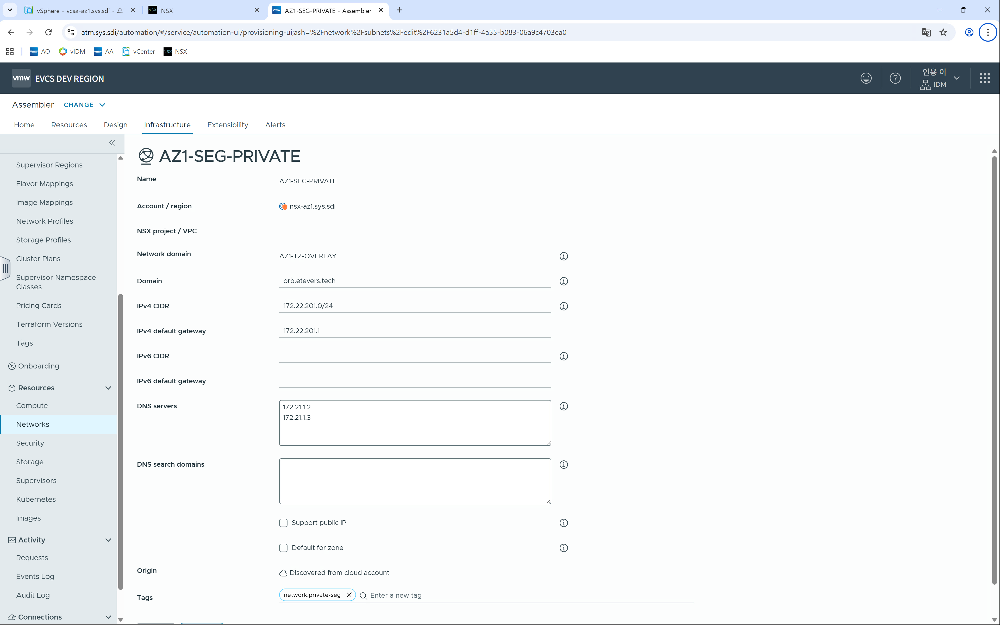 vSphere - vcsa-az1.sys.sdi -
NSX
AZ1-SEG-PRIVATE - Assembler
atm.sys.sdi/automation/#/service/automation-ui/provisioning-ui;ash=%2Fnetwork%2Fsubnets%2Fedit%2F6231a5d4-d1ff-4a55-b083-06a9c4703ea0
AO
vIDM
AA
vCenter
NSX
vmw EVCS DEV REGION
인용 이
IDM
Assembler CHANGE
Home Resources Design Infrastructure Extensibility Alerts
Supervisor Regions
Flavor Mappings
Image Mappings
Network Profiles
Storage Profiles
Cluster Plans
Supervisor Namespace
Classes
Pricing Cards
Terraform Versions
Tags
Onboarding
Resources
Compute
Networks
Security
Storage
Supervisors
Kubernetes
Images
Activity
Requests
Events Log
Audit Log
Connections
AZ1-SEG-PRIVATE
Name AZ1-SEG-PRIVATE
Account / region nsx-az1.sys.sdi
NSX project / VPC
Network domain AZ1-TZ-OVERLAY
Domain orb.etevers.tech
IPv4 CIDR 172.22.201.0/24
IPv4 default gateway 172.22.201.1
IPv6 CIDR
IPv6 default gateway
DNS servers 172.21.1.2
172.21.1.3
DNS search domains
Support public IP
Default for zone
Origin Discovered from cloud account
Tags network:private-seg Enter a new tag